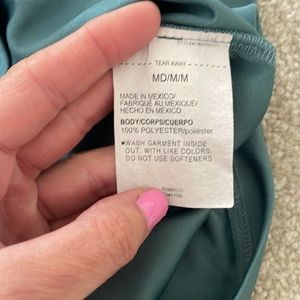 TEAR AWAY
MD/M/M
MADE IN MEXICO/
FABRIQUÉ AU MEXIQUE/
HECHO EN MÉXICO
BODY/CORPS/CUERPO
100% POLYESTER/poliéster
•WASH GARMENT INSIDE
OUT. WITH LIKE COLORS
DO NOT USE SOFTENERS